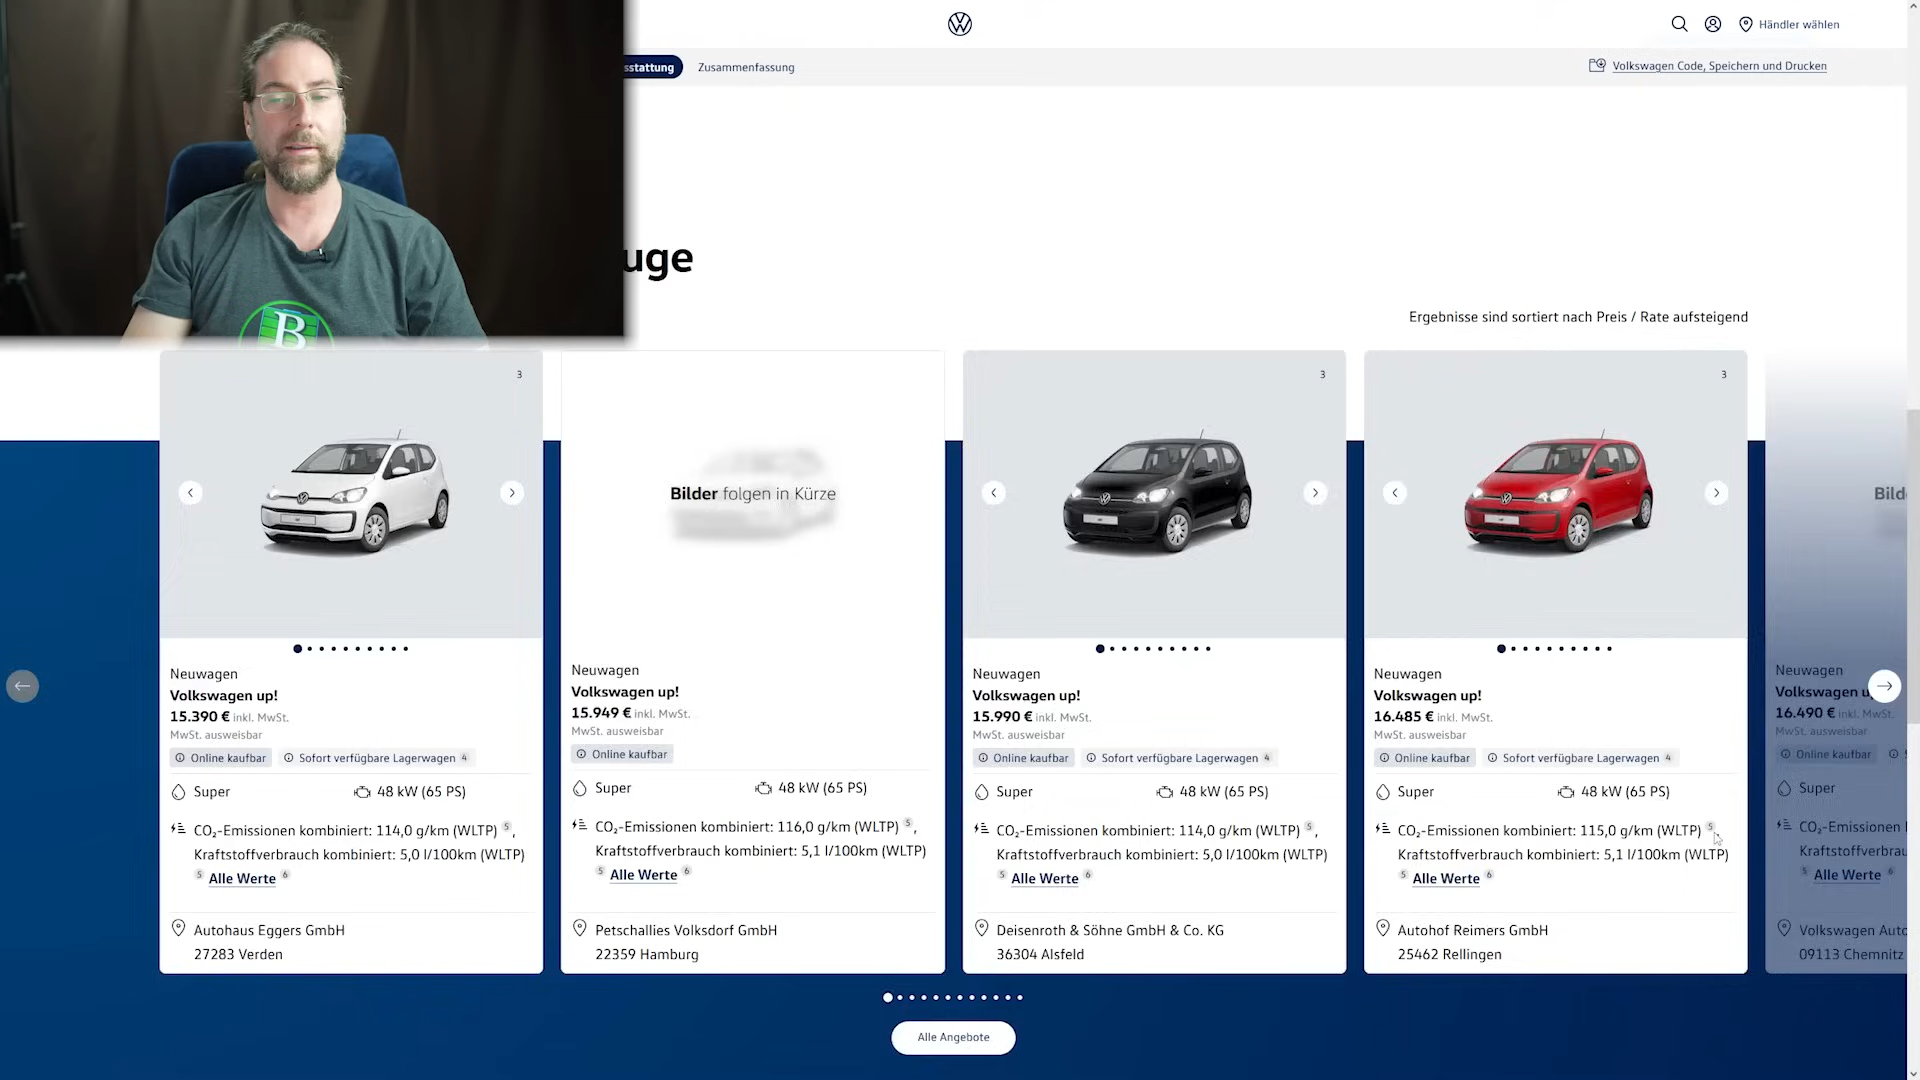 Händler wählen
sstattung
Zusammenfassung
Volkswagen Code, Speichern und Drucken
uge
B
Ergebnisse sind sortiert nach Preis / Rate aufsteigend
3
Neuwagen
Volkswagen up!
15.390 € inkl. MwSt.
MwSt. ausweisbar
Online kaufbar
Sofort verfügbare Lagerwagen 4
Super
48 kW (65 PS)
CO₂-Emissionen kombiniert: 114,0 g/km (WLTP) 5,
Kraftstoffverbrauch kombiniert: 5,0 l/100km (WLTP)
5 Alle Werte 6
Autohaus Eggers GmbH
27283 Verden
Bilder folgen in Kürze
Neuwagen
Volkswagen up!
15.949 € inkl. MwSt.
MwSt. ausweisbar
Online kaufbar
Super
48 kW (65 PS)
CO₂-Emissionen kombiniert: 116,0 g/km (WLTP) 5,
Kraftstoffverbrauch kombiniert: 5,1 l/100km (WLTP)
5 Alle Werte 6
Petschallies Volksdorf GmbH
22359 Hamburg
3
Neuwagen
Volkswagen up!
15.990 € inkl. MwSt.
MwSt. ausweisbar
Online kaufbar
Sofort verfügbare Lagerwagen 4
Super
48 kW (65 PS)
CO₂-Emissionen kombiniert: 114,0 g/km (WLTP) 5,
Kraftstoffverbrauch kombiniert: 5,0 l/100km (WLTP)
5 Alle Werte 6
Deisenroth & Söhne GmbH & Co. KG
36304 Alsfeld
3
Neuwagen
Volkswagen up!
16.485 € inkl. MwSt.
MwSt. ausweisbar
Online kaufbar
Sofort verfügbare Lagerwagen 4
Super
48 kW (65 PS)
CO₂-Emissionen kombiniert: 115,0 g/km (WLTP) 5
Kraftstoffverbrauch kombiniert: 5,1 l/100km (WLTP)
5 Alle Werte 6
Autohof Reimers GmbH
25462 Rellingen
Bild
Neuwagen
Volkswagen u
16.490 € inkl. MwSt.
MwSt. ausweisbar
Online kaufbar
S
Super
CO₂-Emissionen
Kraftstoffverbrau
5 Alle Werte 6
Volkswagen Auto
09113 Chemnitz
Alle Angebote